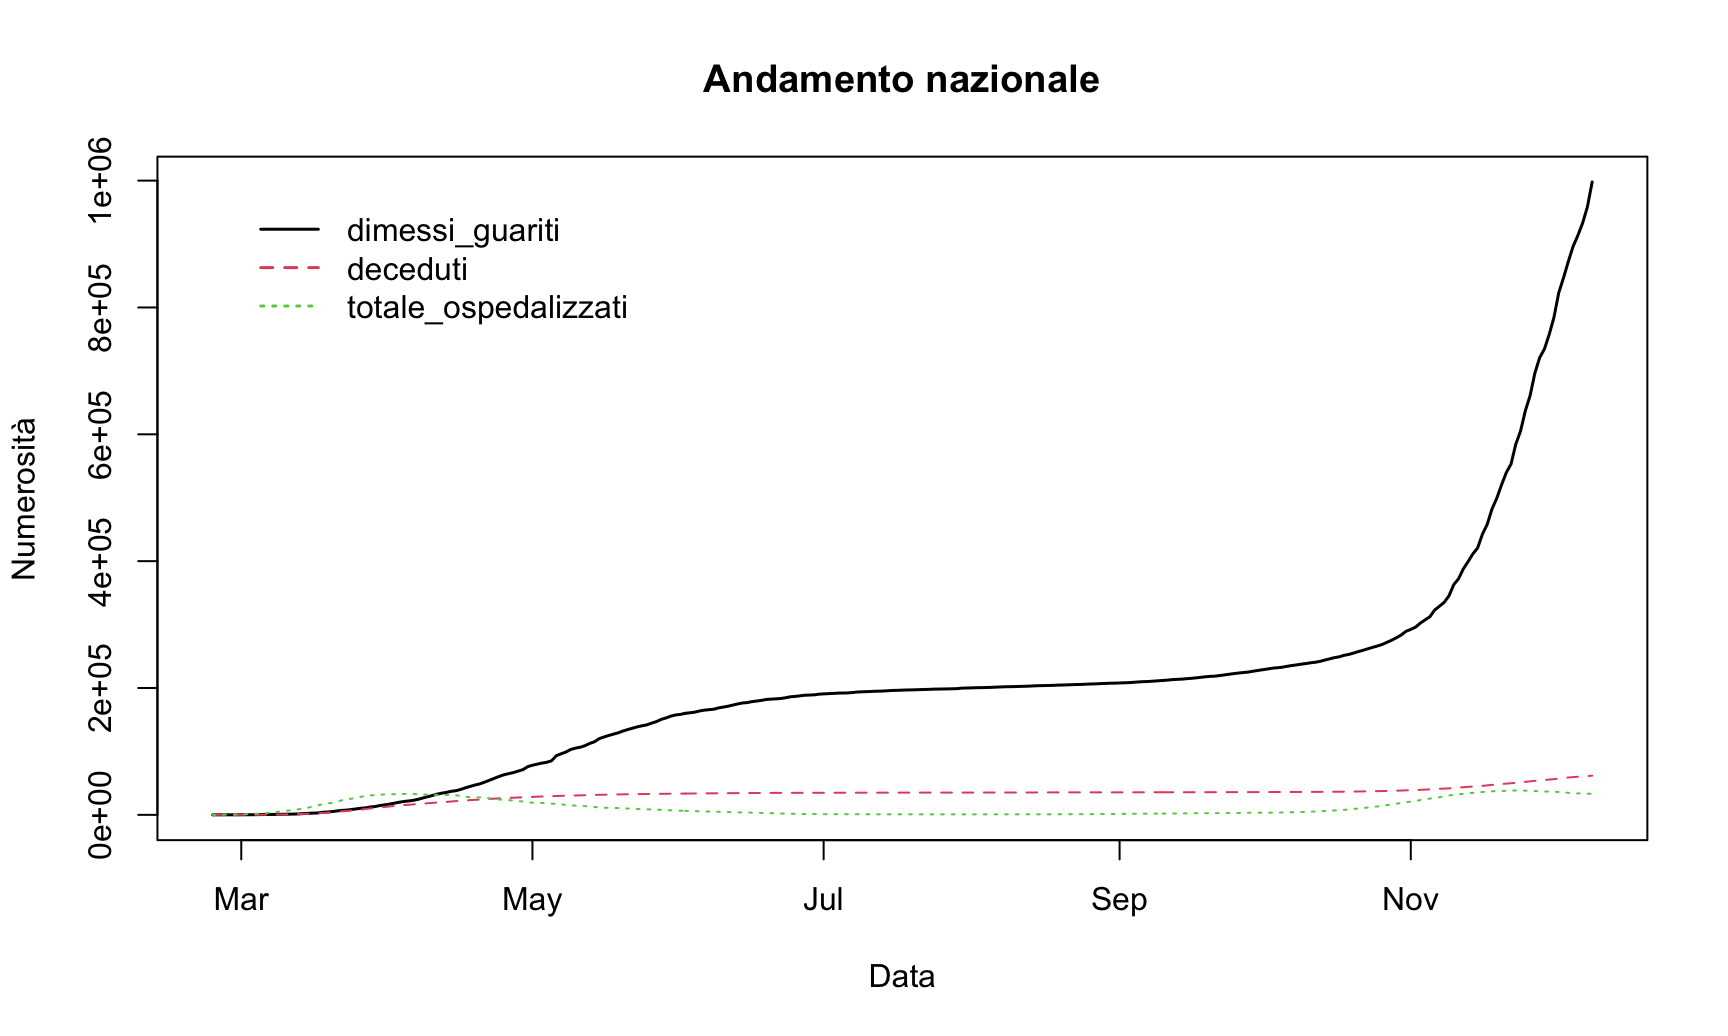 Andamento nazionale
Numerosità
1e+06
8e+05
6e+05
4e+05
2e+05
0e+00
dimessi_guariti
deceduti
totale_ospedalizzati
Mar May Jul Sep Nov
Data